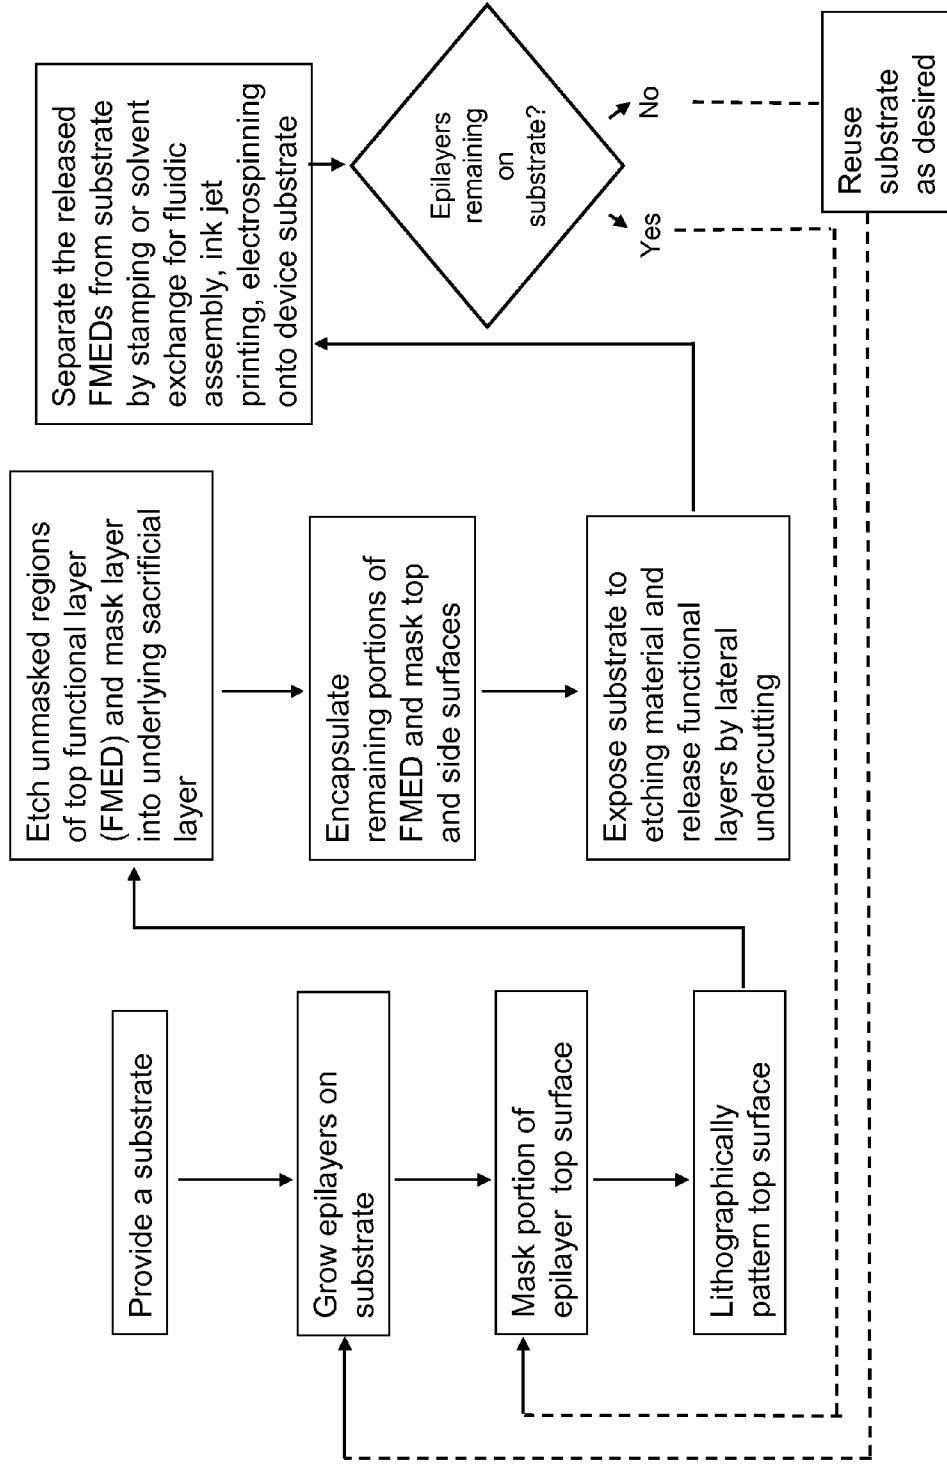 Provide a substrate
Grow epilayers on
substrate
Mask portion of
epilayer top surface
Lithographically
pattern top surface
Etch unmasked regions
of top functional layer
(FMED) and mask layer
into underlying sacrificial
layer
Encapsulate
remaining portions of
FMED and mask top
and side surfaces
Expose substrate to
etching material and
release functional
layers by lateral
undercutting
Separate the released
FMEDs from substrate
by stamping or solvent
exchange for fluidic
assembly, ink jet
printing, electrospinning
onto device substrate
Epilayers
remaining
on
substrate?
Yes
No
Reuse
substrate
as desired